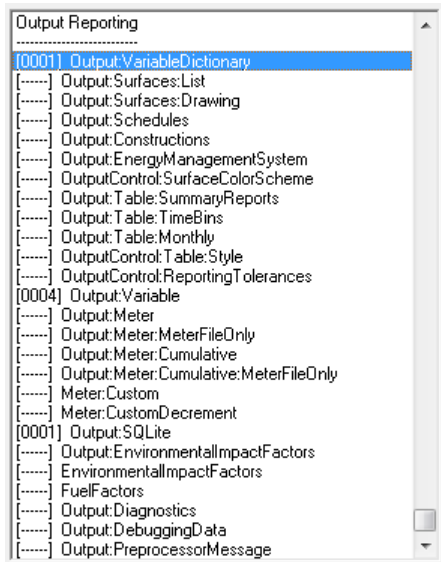 Output Reporting
-------------------------
[0001] Output:VariableDictionary
[------] Output:Surfaces:List
[------] Output:Surfaces:Drawing
[------] Output:Schedules
[------] Output:Constructions
[------] Output:EnergyManagementSystem
[------] OutputControl:SurfaceColorScheme
[------] Output:Table:SummaryReports
[------] Output:Table:TimeBins
[------] Output:Table:Monthly
[------] OutputControl:Table:Style
[------] OutputControl:ReportingTolerances
[0004] Output:Variable
[------] Output:Meter
[------] Output:Meter:MeterFileOnly
[------] Output:Meter:Cumulative
[------] Output:Meter:Cumulative:MeterFileOnly
[------] Meter:Custom
[------] Meter:CustomDecrement
[0001] Output:SQLite
[------] Output:EnvironmentalImpactFactors
[------] EnvironmentalImpactFactors
[------] FuelFactors
[------] Output:Diagnostics
[------] Output:DebuggingData
[------] Output:PreprocessorMessage